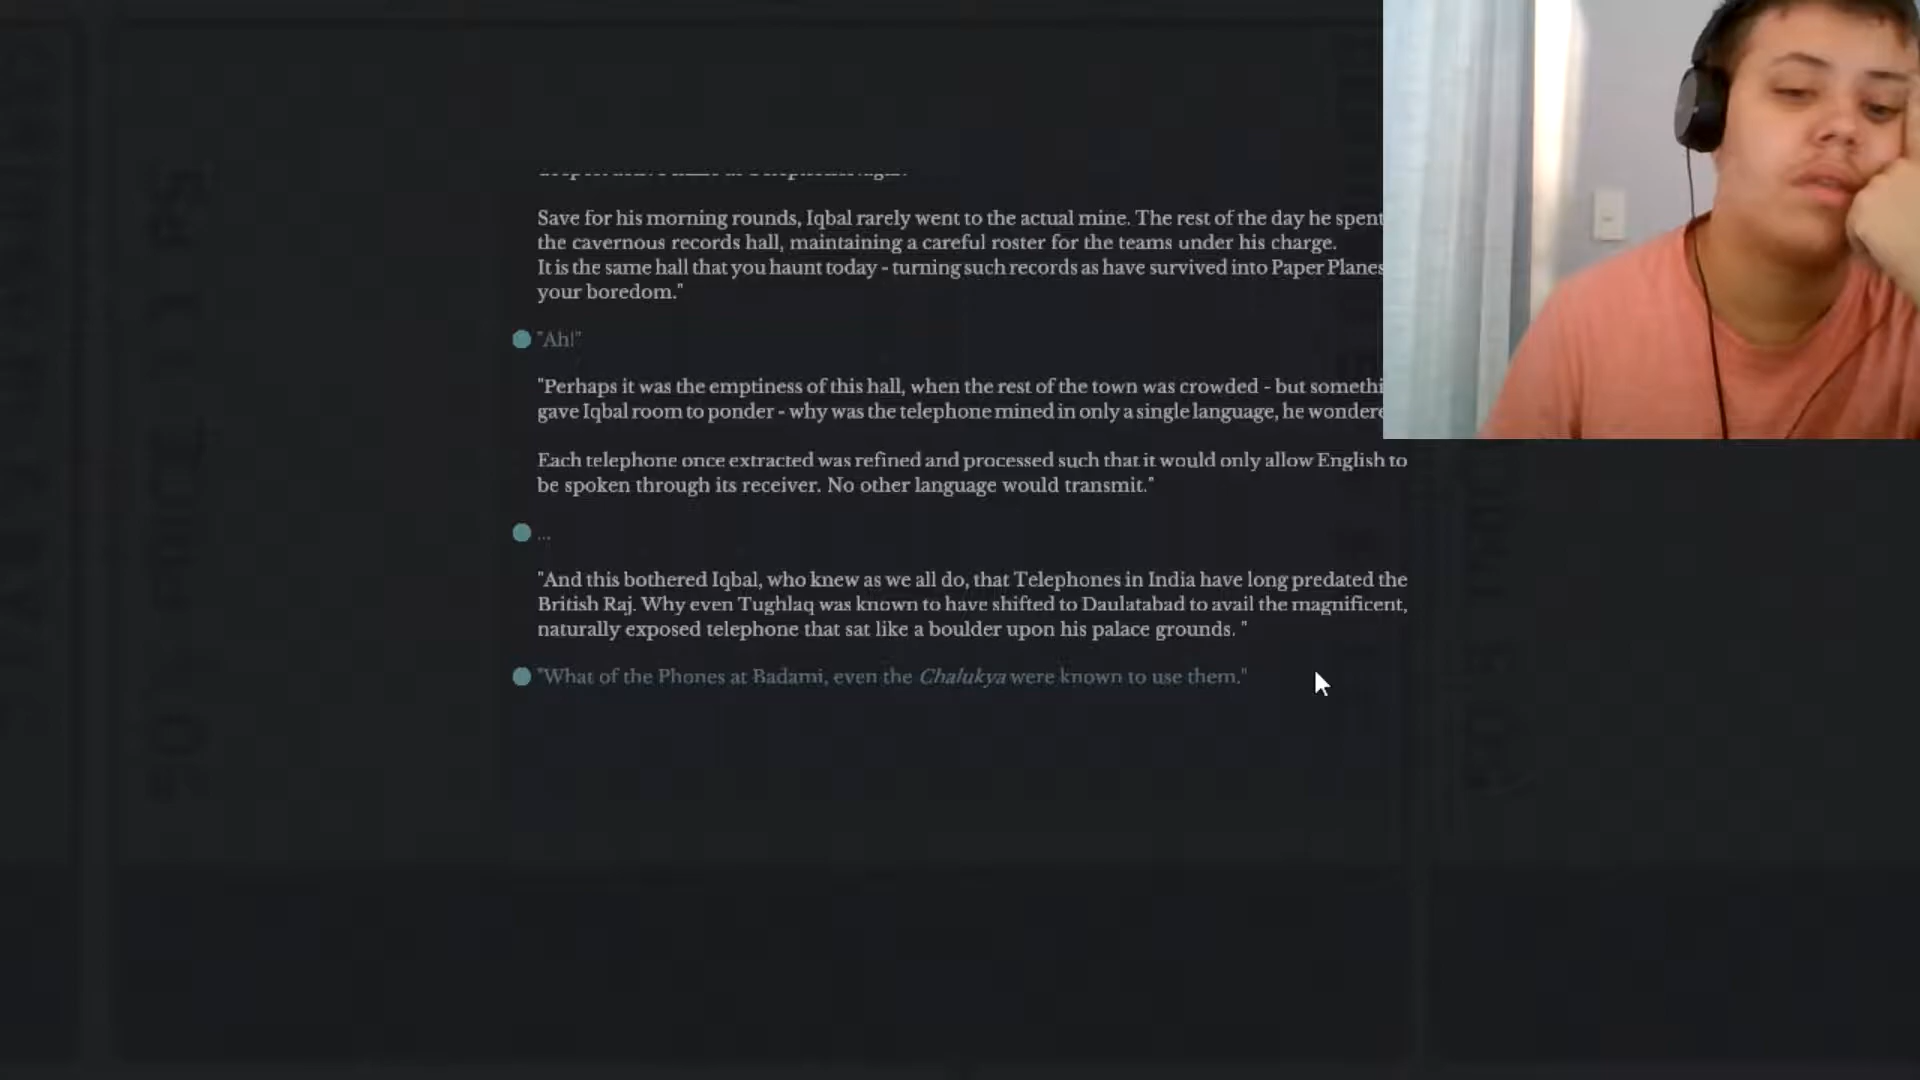 Save for his morning rounds, Iqbal rarely went to the actual mine. The rest of the day he spent
the cavernous records hall, maintaining a careful roster for the teams under his charge.
It is the same hall that you haunt today - turning such records as have survived into Paper Planes
your boredom."
"Ah!"
"Perhaps it was the emptiness of this hall, when the rest of the town was crowded - but somethi
gave Iqbal room to ponder - why was the telephone mined in only a single language, he wondere
Each telephone once extracted was refined and processed such that it would only allow English to
be spoken through its receiver. No other language would transmit."
...
"And this bothered Iqbal, who knew as we all do, that Telephones in India have long predated the
British Raj. Why even Tughlaq was known to have shifted to Daulatabad to avail the magnificent,
naturally exposed telephone that sat like a boulder upon his palace grounds. "
"What of the Phones at Badami, even the Chalukya were known to use them."